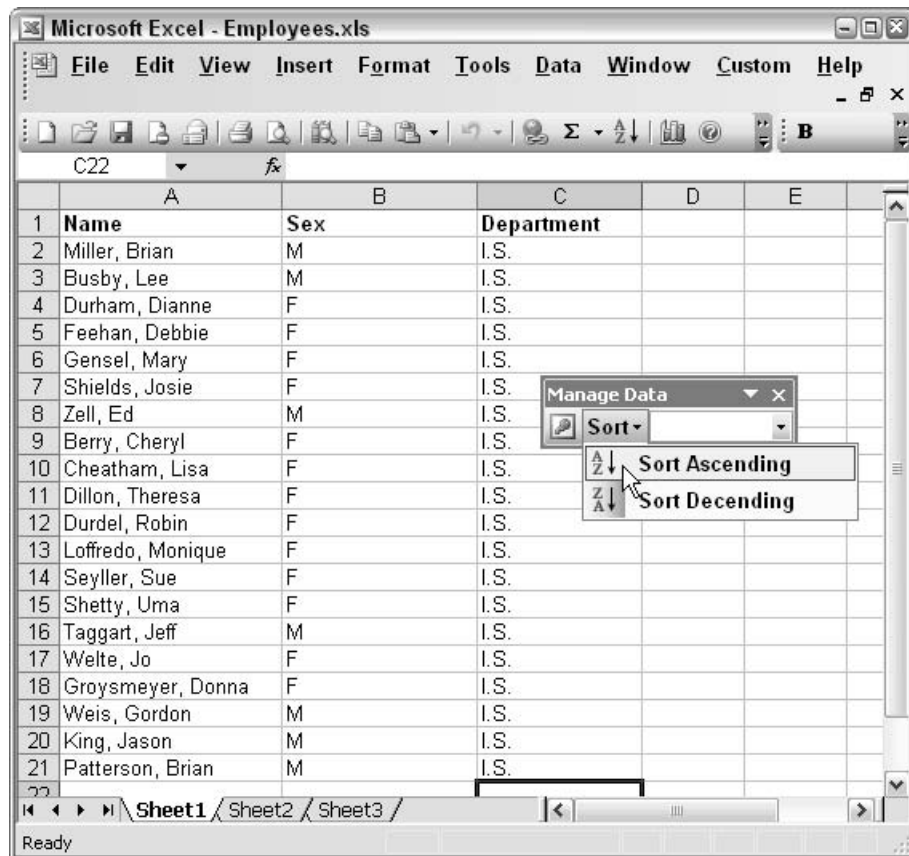 Microsoft Excel - Employees.xls
File Edit View Insert Format Tools Data Window Custom Help
Σ B
C22 fx
A B C D E
1 Name Sex Department
2 Miller, Brian M I.S.
3 Busby, Lee M I.S.
4 Durham, Dianne F I.S.
5 Feehan, Debbie F I.S.
6 Gensel, Mary F I.S.
7 Shields, Josie F I.S.
Manage Data
8 Zell, Ed M I.S.
Sort
9 Berry, Cheryl F I.S.
10 Cheatham, Lisa F I.S.
A Z Sort Ascending
11 Dillon, Theresa F I.S.
Z A Sort Decending
12 Durdel, Robin F I.S.
13 Loffredo, Monique F I.S.
14 Seyller, Sue F I.S.
15 Shetty, Uma F I.S.
16 Taggart, Jeff M I.S.
17 Welte, Jo F I.S.
18 Groysmeyer, Donna F I.S.
19 Weis, Gordon M I.S.
20 King, Jason M I.S.
21 Patterson, Brian M I.S.
22
Sheet1 Sheet2 Sheet3
Ready